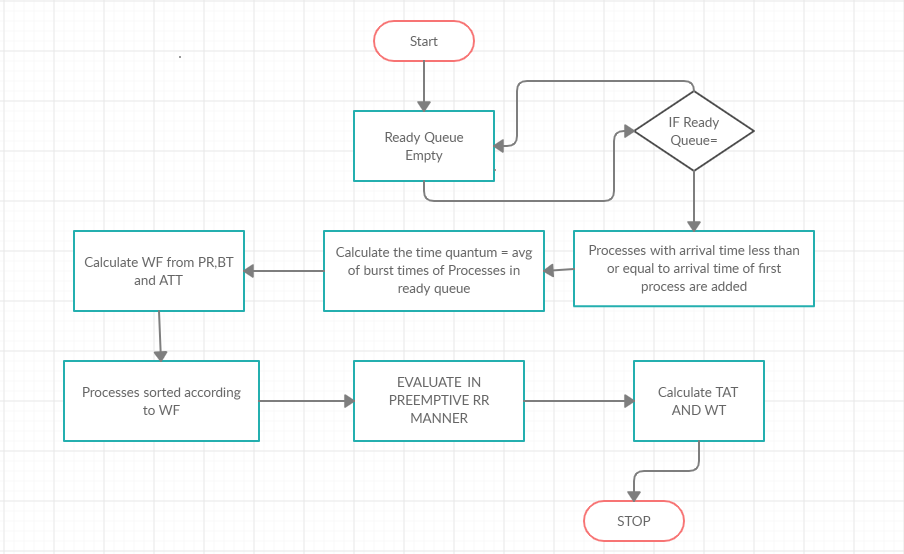 Start
Ready Queue
Empty
IF Ready
Queue=
Processes with arrival time less than
or equal to arrival time of first
process are added
Calculate the time quantum = avg
of burst times of Processes in
ready queue
Calculate WF from PR,BT
and ATT
Processes sorted according
to WF
EVALUATE IN
PREEMPTIVE RR
MANNER
Calculate TAT
AND WT
STOP